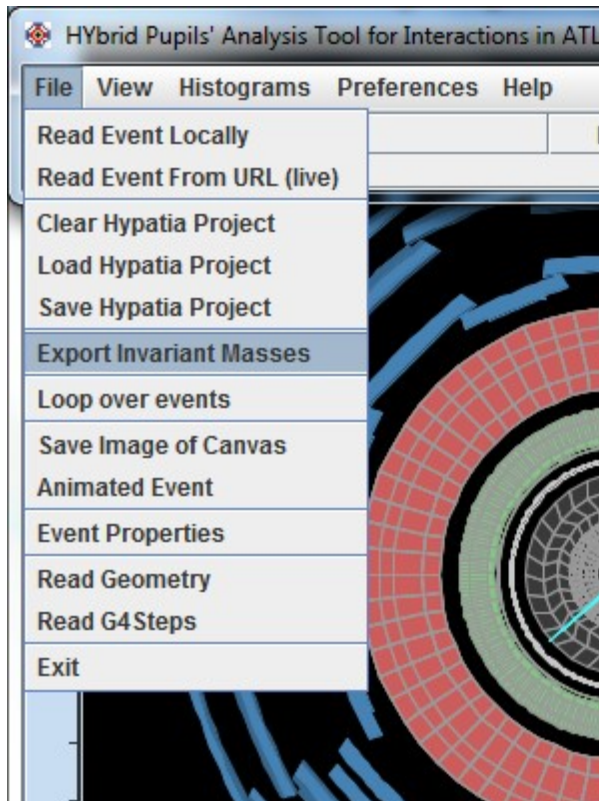 HYbrid Pupils' Analysis Tool for Interactions in ATL
File View Histograms Preferences Help
Read Event Locally
Read Event From URL (live)
Clear Hypatia Project
Load Hypatia Project
Save Hypatia Project
Export Invariant Masses
Loop over events
Save Image of Canvas
Animated Event
Event Properties
Read Geometry
Read G4Steps
Exit